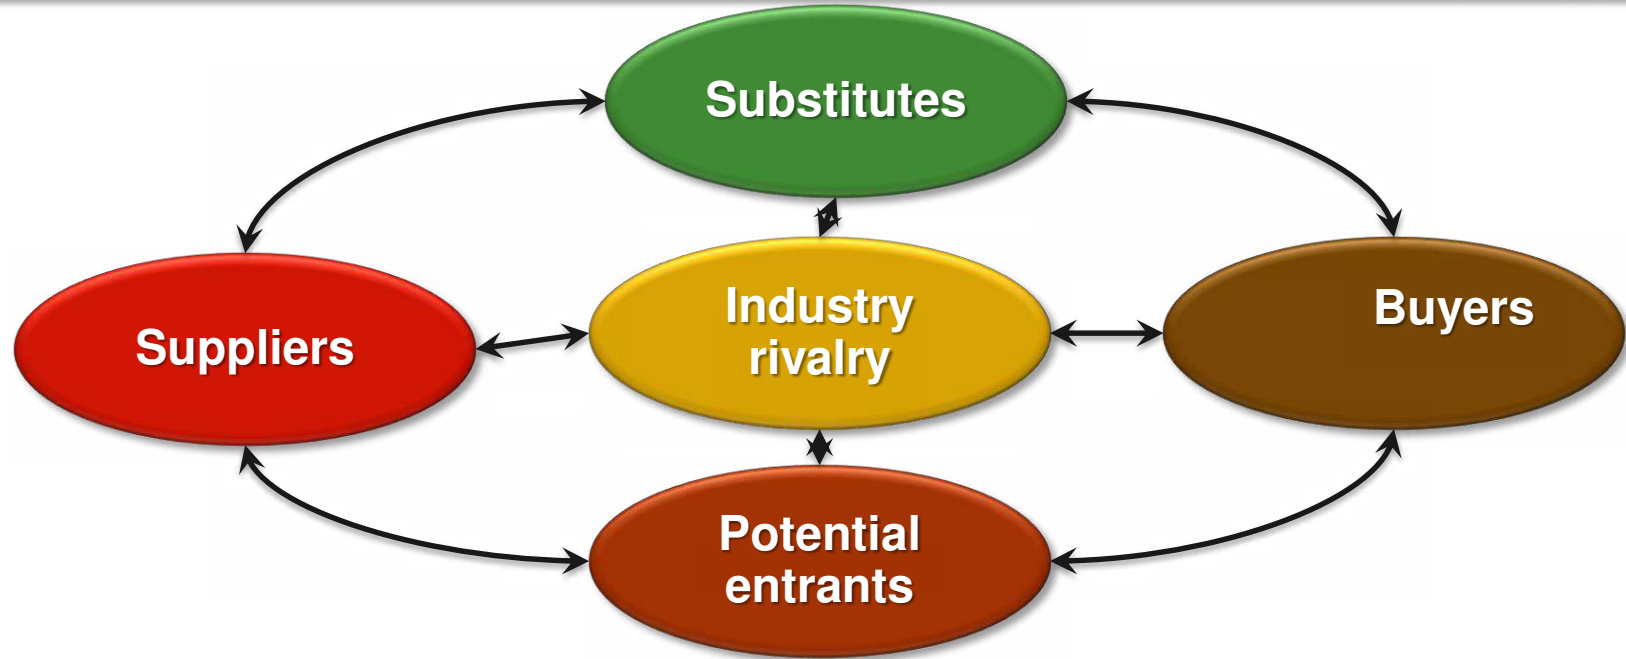 Substitutes
Suppliers
Industry
rivalry
Buyers
Potential
entrants